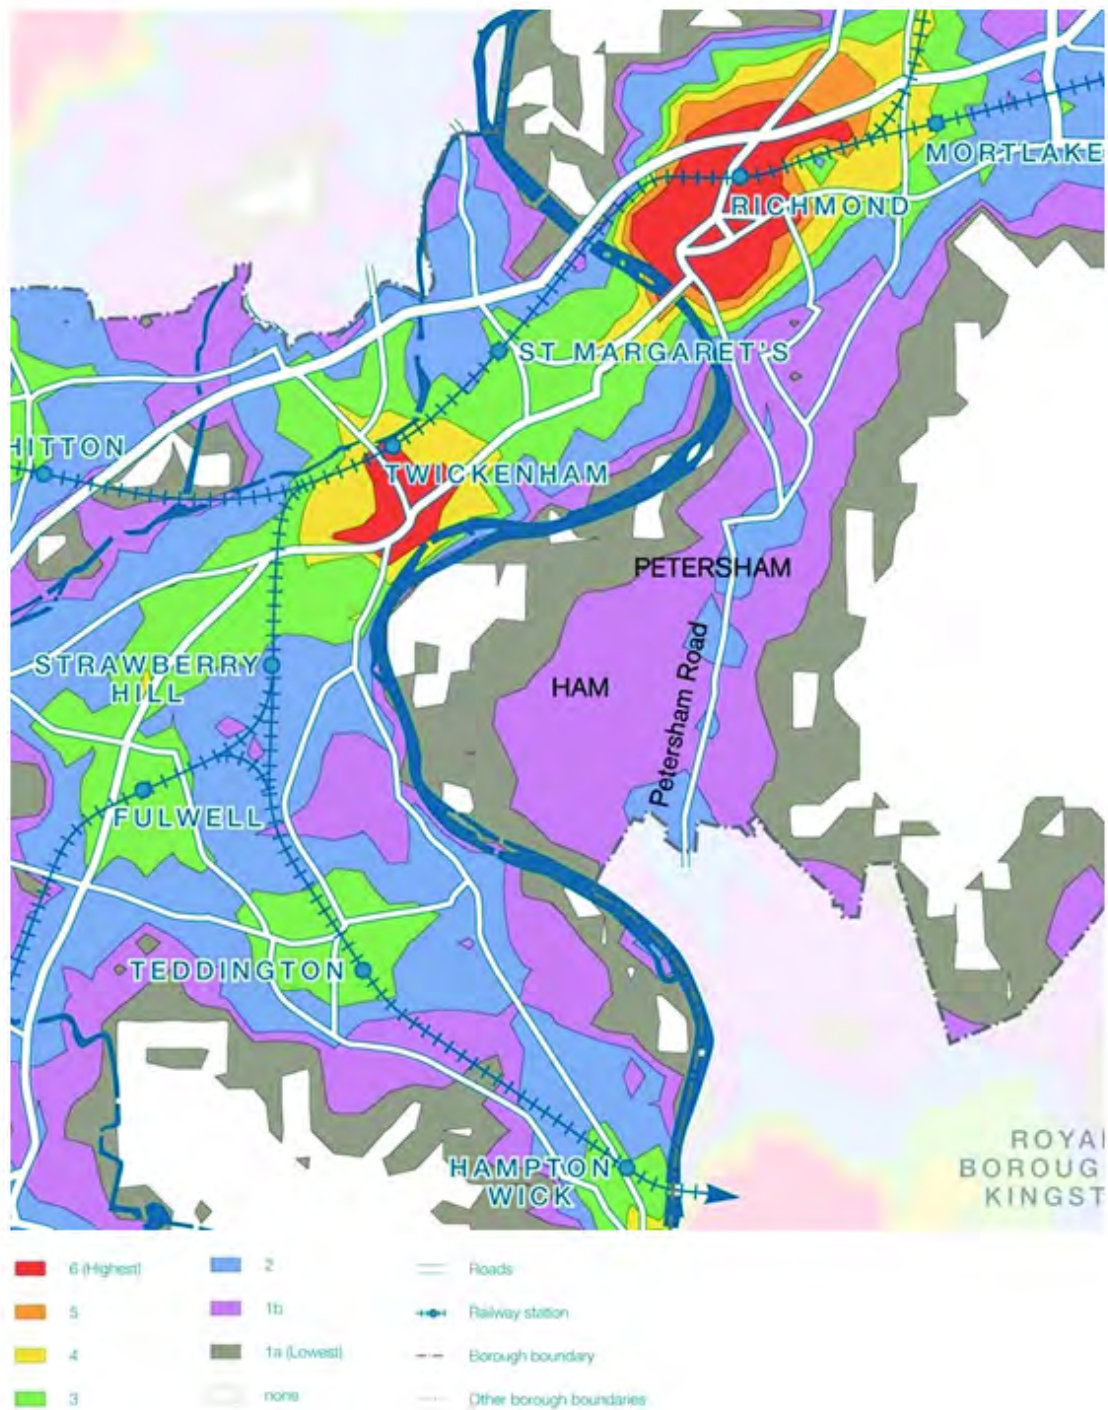 MORTLAKE
RICHMOND
ST MARGARET'S
HITTON
TWICKENHAM
PETERSHAM
STRAWBERRY
HILL
HAM
Petersham Road
FULWELL
TEDDINGTON
ROYA
BOROUG
KINGST
HAMPTON
WICK
6 (Highest)
2
Roads
5
1b
Railway station
4
1a (Lowest)
Borough boundary
3
none
Other borough boundaries